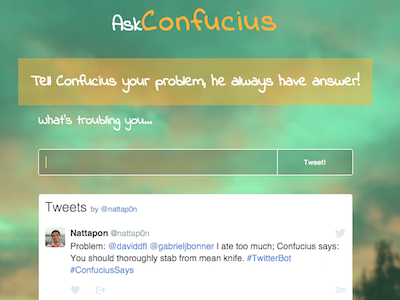 AskConfucius
Tell Confucius your problem, he always have answer!
What's troubling you...
Tweet!
Tweets by @nattap0n
Nattapon @nattap0n
Problem: @daviddfl @gabrieljbonner I ate too much; Confucius says:
You should thoroughly stab from mean knife. #TwitterBot
#ConfuciusSays
3m